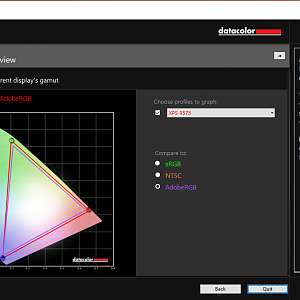 datacolor
view
rent display's gamut
AdobeRGB
Choose profiles to graph:
XPS 9575
Compare to:
sRGB
NTSC
AdobeRGB
datacolor
Back
Quit